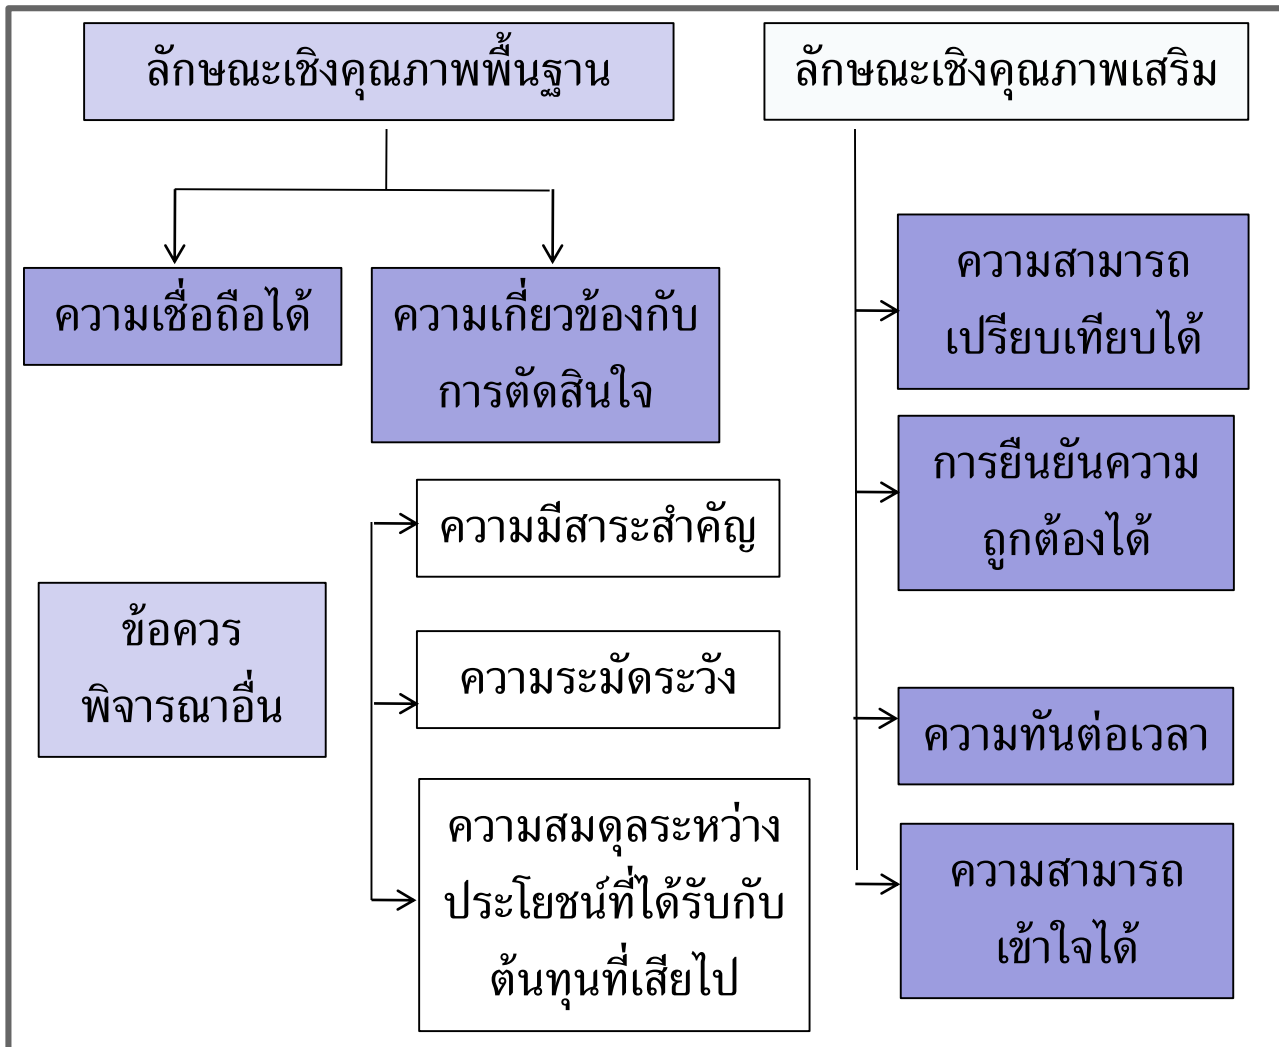 ลักษณะเชิงคุณภาพพื้นฐาน
ลักษณะเชิงคุณภาพเสริม
ความเชื่อถือได้
ความเกี่ยวข้องกับ
การตัดสินใจ
ข้อควร
พิจารณาอื่น
ความมีสาระสำคัญ
ความระมัดระวัง
ความสมดุลระหว่าง
ประโยชน์ที่ได้รับกับ
ต้นทุนที่เสียไป
ความสามารถ
เปรียบเทียบได้
การยืนยันความ
ถูกต้องได้
ความทันต่อเวลา
ความสามารถ
เข้าใจได้